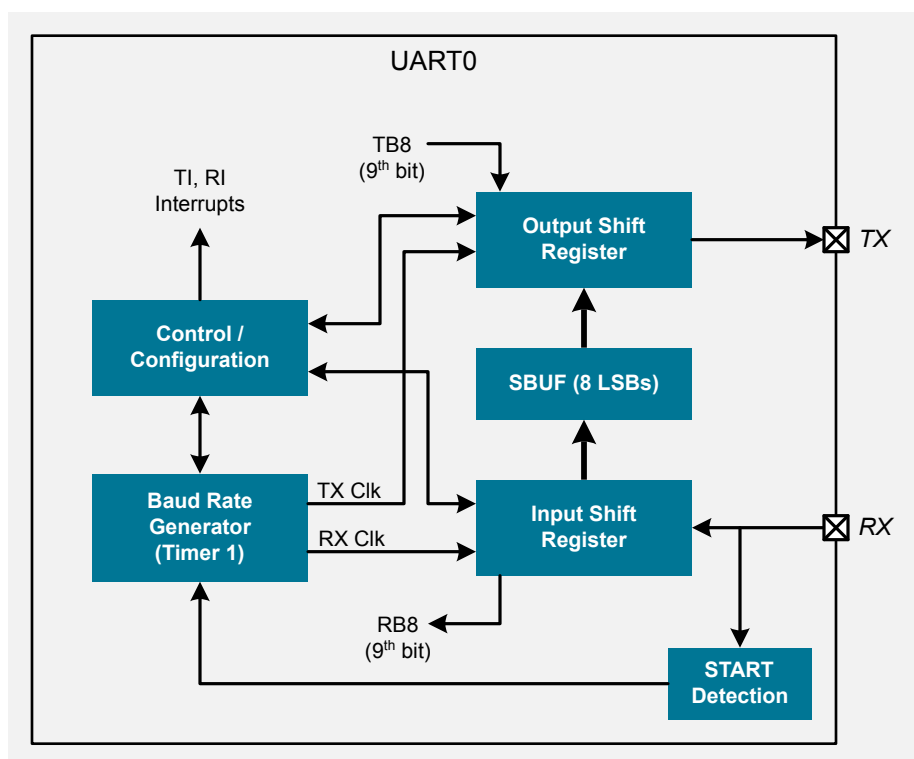 UART0
TB8
(9th bit)
TI, RI
Interrupts
Output Shift
Register
TX
Control /
Configuration
SBUF (8 LSBs)
Baud Rate
Generator
(Timer 1)
TX Clk
RX Clk
Input Shift
Register
RX
RB8
(9th bit)
START
Detection